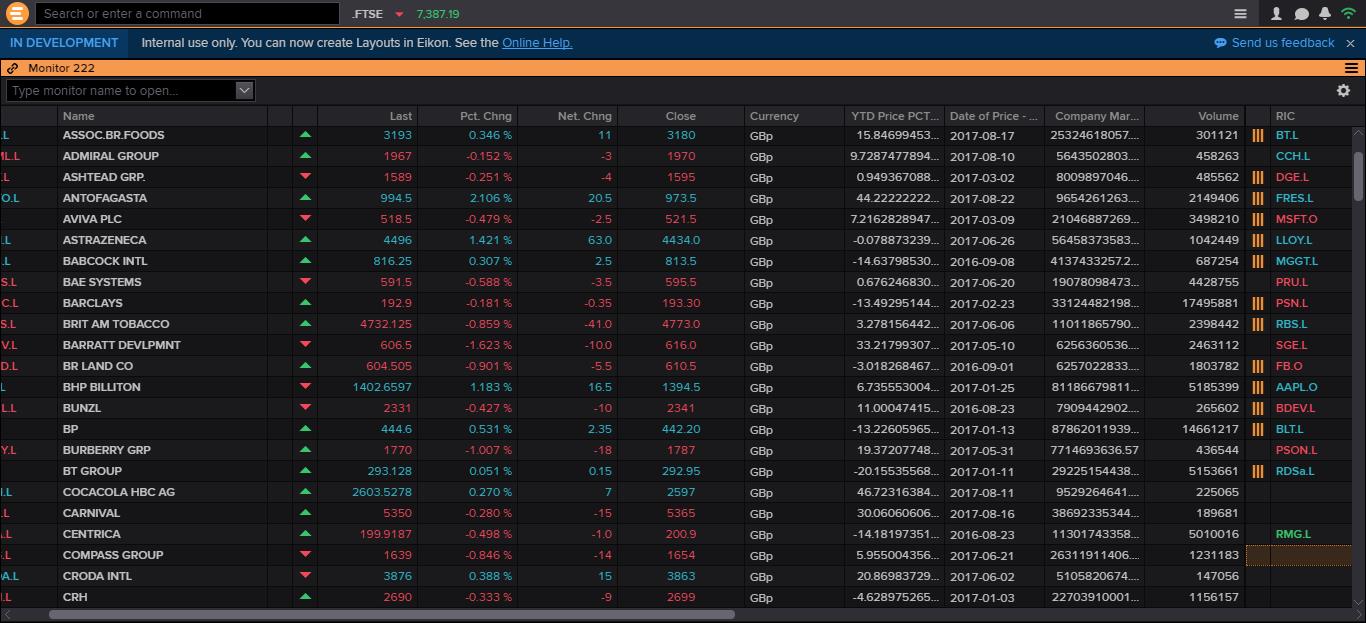 Search or enter a command .FTSE 7,387.19
IN DEVELOPMENT Internal use only. You can now create Layouts in Eikon. See the Online Help. Send us feedback
Monitor 222
Type monitor name to open...
Name Last Pct. Chng Net. Chng Close Currency YTD Price PCT... Date of Price - ... Company Mar... Volume RIC
.L ASSOC.BR.FOODS 3193 0.346 % 11 3180 GBp 15.84699453... 2017-08-17 25324618057.... 301121 BT.L
ML.L ADMIRAL GROUP 1967 -0.152 % -3 1970 GBp 9.7287477894... 2017-08-10 5643502803.... 458263 CCH.L
.L ASHTEAD GRP. 1589 -0.251 % -4 1595 GBp 0.949367088... 2017-03-02 8009897046.... 485562 DGE.L
O.L ANTOFAGASTA 994.5 2.106 % 20.5 973.5 GBp 44.22222222... 2017-08-22 9654261263.... 2149406 FRES.L
AVIVA PLC 518.5 -0.479 % -2.5 521.5 GBp 7.2162828947... 2017-03-09 21046887269... 3498210 MSFT.O
.L ASTRAZENECA 4496 1.421 % 63.0 4434.0 GBp -0.078873239... 2017-06-26 56458373583... 1042449 LLOY.L
.L BABCOCK INTL 816.25 0.307 % 2.5 813.5 GBp -14.63798530... 2016-09-08 4137433257.2... 687254 MGGT.L
S.L BAE SYSTEMS 591.5 -0.588 % -3.5 595.5 GBp 0.676246830... 2017-06-20 19078098473... 4428755 PRU.L
C.L BARCLAYS 192.9 -0.181 % -0.35 193.30 GBp -13.49295144... 2017-02-23 33124482198... 17495881 PSN.L
S.L BRIT AM TOBACCO 4732.125 -0.859 % -41.0 4773.0 GBp 3.278156442... 2017-06-06 11011865790... 2398442 RBS.L
V.L BARRATT DEVLPMNT 606.5 -1.623 % -10.0 616.0 GBp 33.21799307... 2017-05-10 6256360536.... 2463112 SGE.L
D.L BR LAND CO 604.505 -0.901 % -5.5 610.5 GBp -3.018268467... 2016-09-01 6257022833.... 1803782 FB.O
L BHP BILLITON 1402.6597 1.183 % 16.5 1394.5 GBp 6.735553004... 2017-01-25 81186679811... 5185399 AAPL.O
L.L BUNZL 2331 -0.427 % -10 2341 GBp 11.00047415... 2016-08-23 7909442902.... 265602 BDEV.L
BP 444.6 0.531 % 2.35 442.20 GBp -13.22605965... 2017-01-13 87862011939... 14661217 BLT.L
Y.L BURBERRY GRP 1770 -1.007 % -18 1787 GBp 19.37207748... 2017-05-31 7714693636.57 436544 PSON.L
BT GROUP 293.128 0.051 % 0.15 292.95 GBp -20.15535568... 2017-01-11 29225154438... 5153661 RDSa.L
.L COCACOLA HBC AG 2603.5278 0.270 % 7 2597 GBp 46.72316384... 2017-08-11 9529264641.... 225065
.L CARNIVAL 5350 -0.280 % -15 5365 GBp 30.06060606... 2017-08-16 38692335344... 189681
.L CENTRICA 199.9187 -0.498 % -1.0 200.9 GBp -14.18197351... 2016-08-23 11301743358... 5010016 RMG.L
.L COMPASS GROUP 1639 -0.846 % -14 1654 GBp 5.955004356... 2017-06-21 26311911406.... 1231183
A.L CRODA INTL 3876 0.388 % 15 3863 GBp 20.86983729... 2017-06-02 5105820674.... 147056
.L CRH 2690 -0.333 % -9 2699 GBp -4.628975265... 2017-01-03 22703910001... 1156157